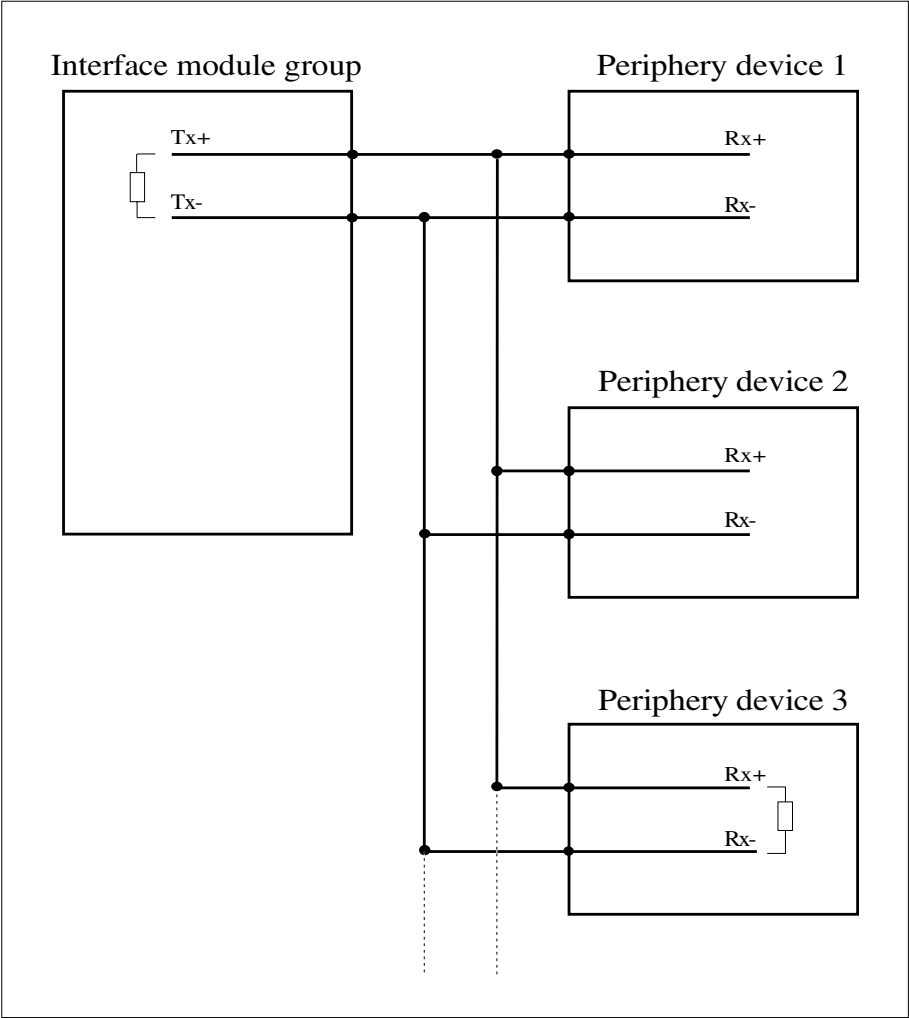 Interface module group
Tx+
Tx-
Periphery device 1
Rx+
Rx-
Periphery device 2
Rx+
Rx-
Periphery device 3
Rx+
Rx-